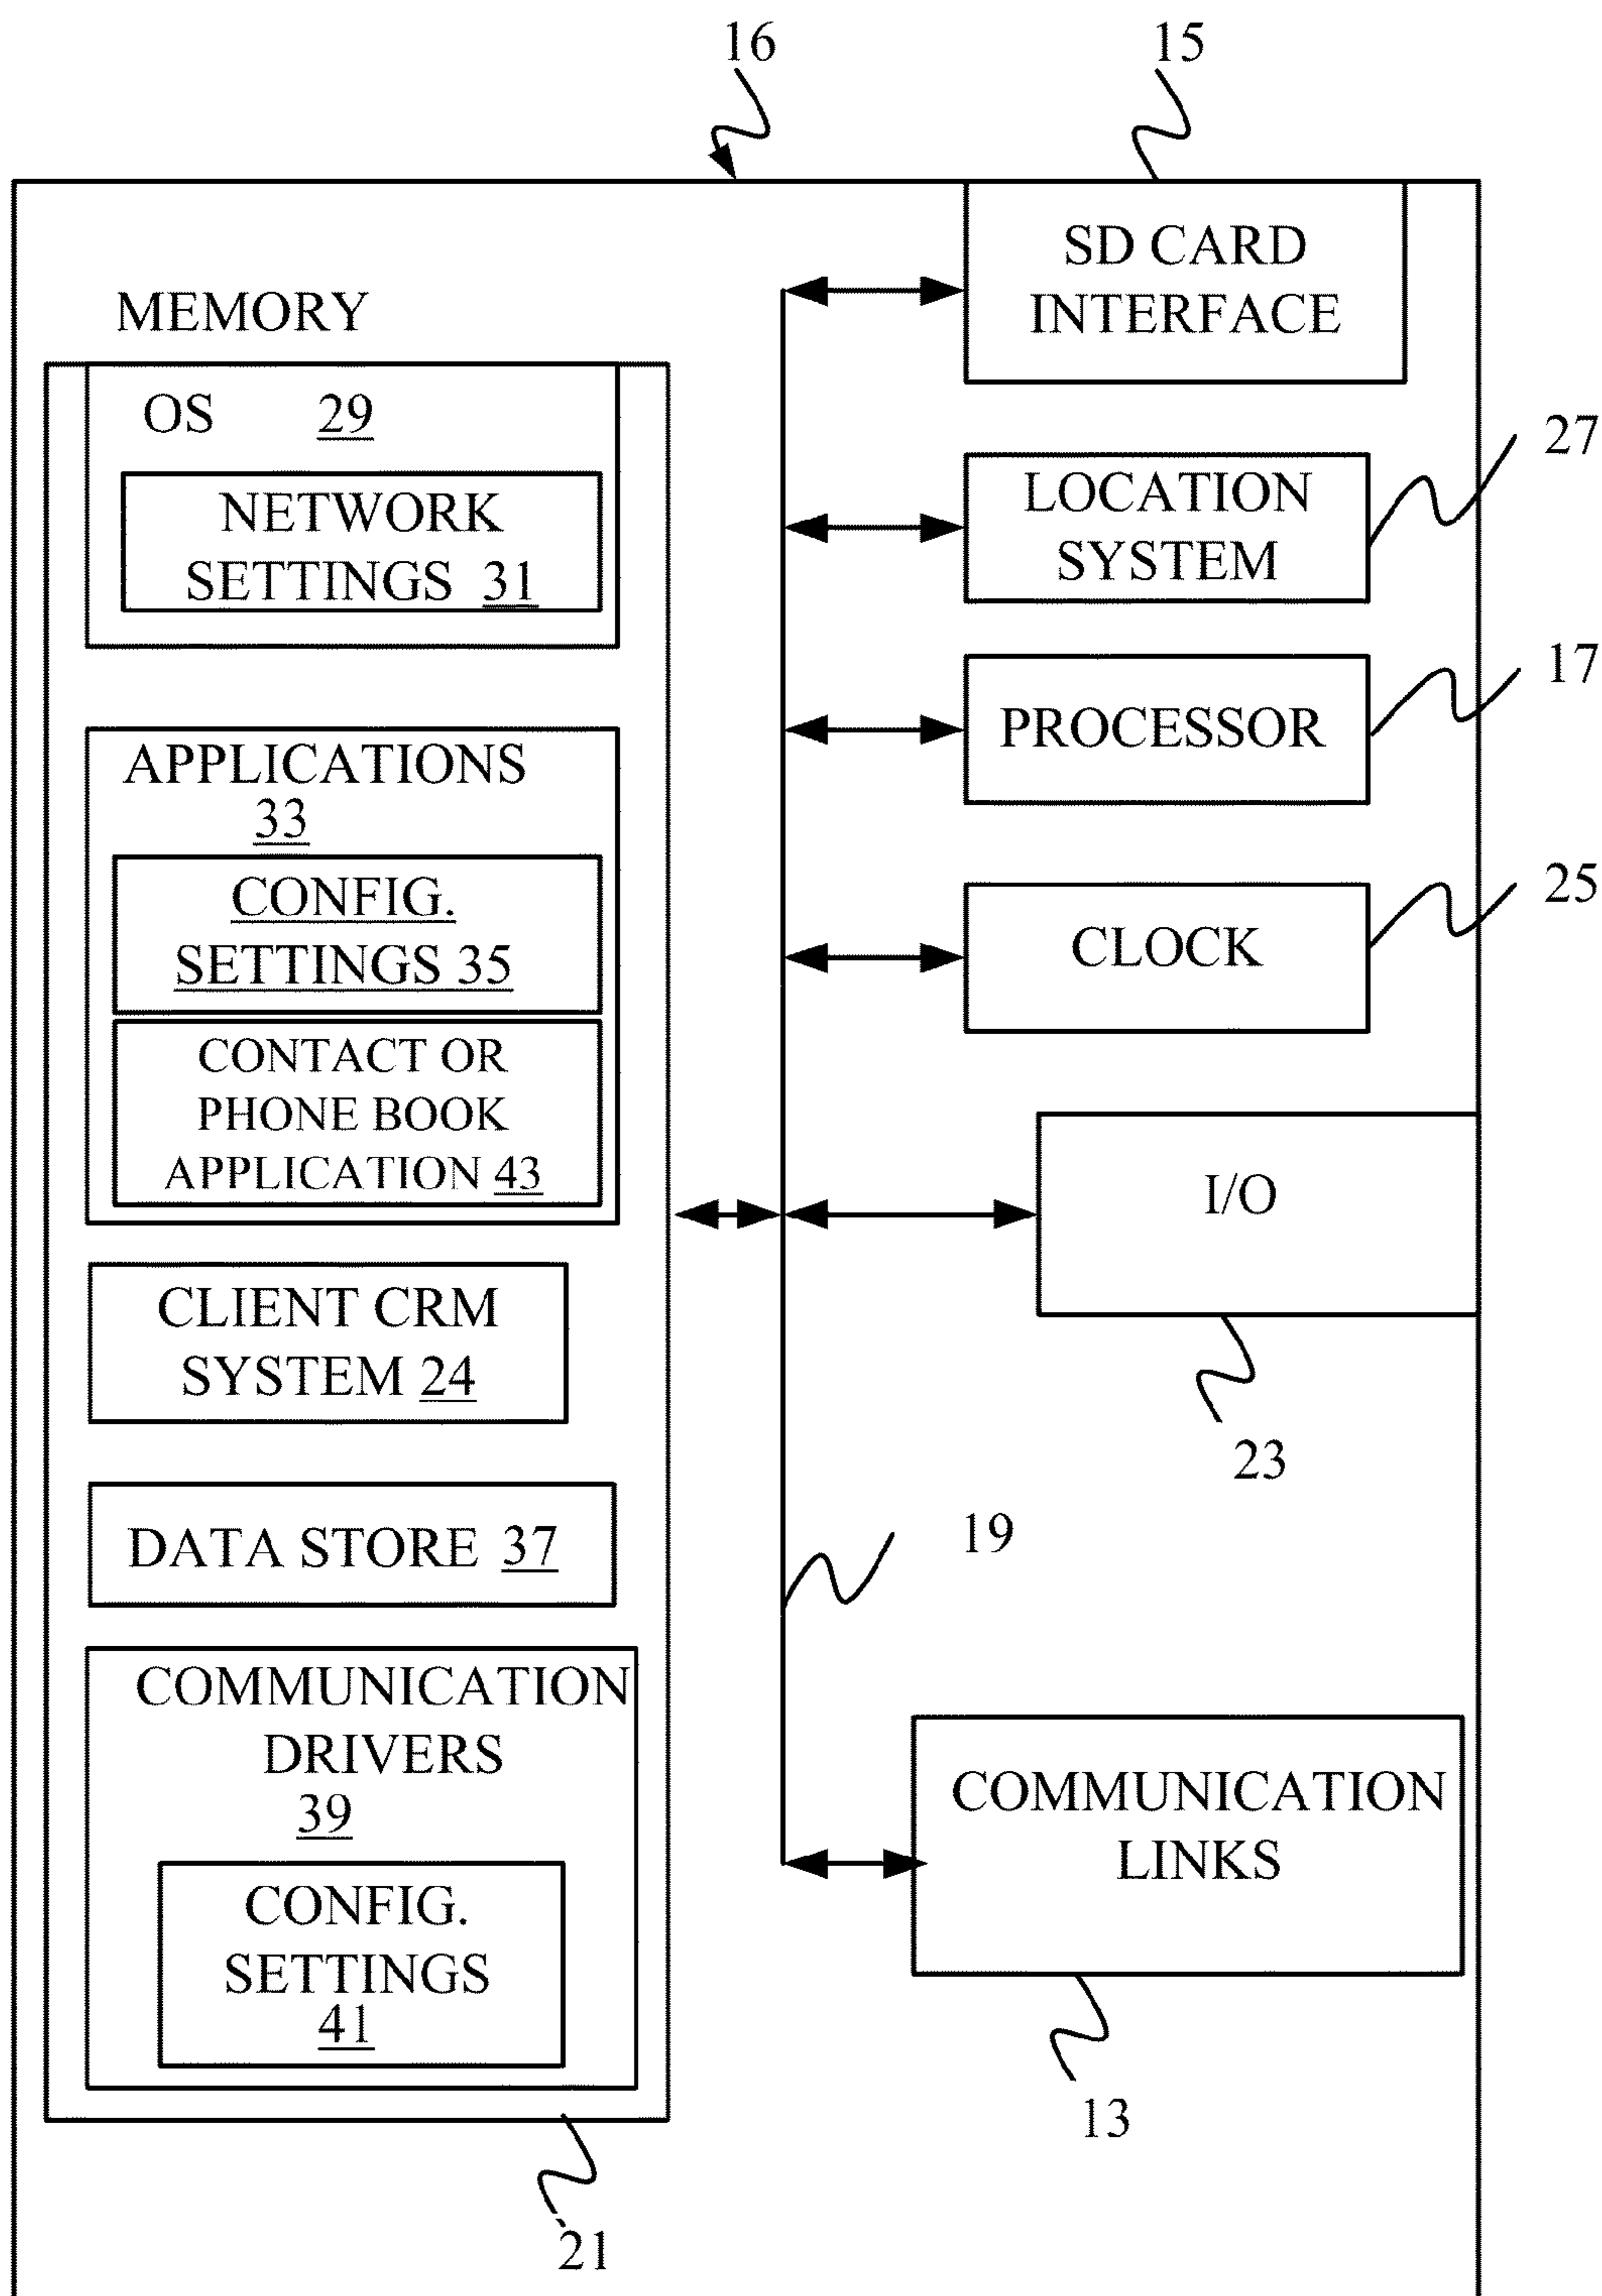 16
15
SD CARD
INTERFACE
MEMORY
OS 29
NETWORK
SETTINGS 31
27
LOCATION
SYSTEM
17
PROCESSOR
APPLICATIONS
33
CONFIG.
SETTINGS 35
25
CLOCK
CONTACT OR
PHONE BOOK
APPLICATION 43
I/O
23
CLIENT CRM
SYSTEM 24
DATA STORE 37
19
COMMUNICATION
DRIVERS
39
CONFIG.
SETTINGS
41
COMMUNICATION
LINKS
13
21